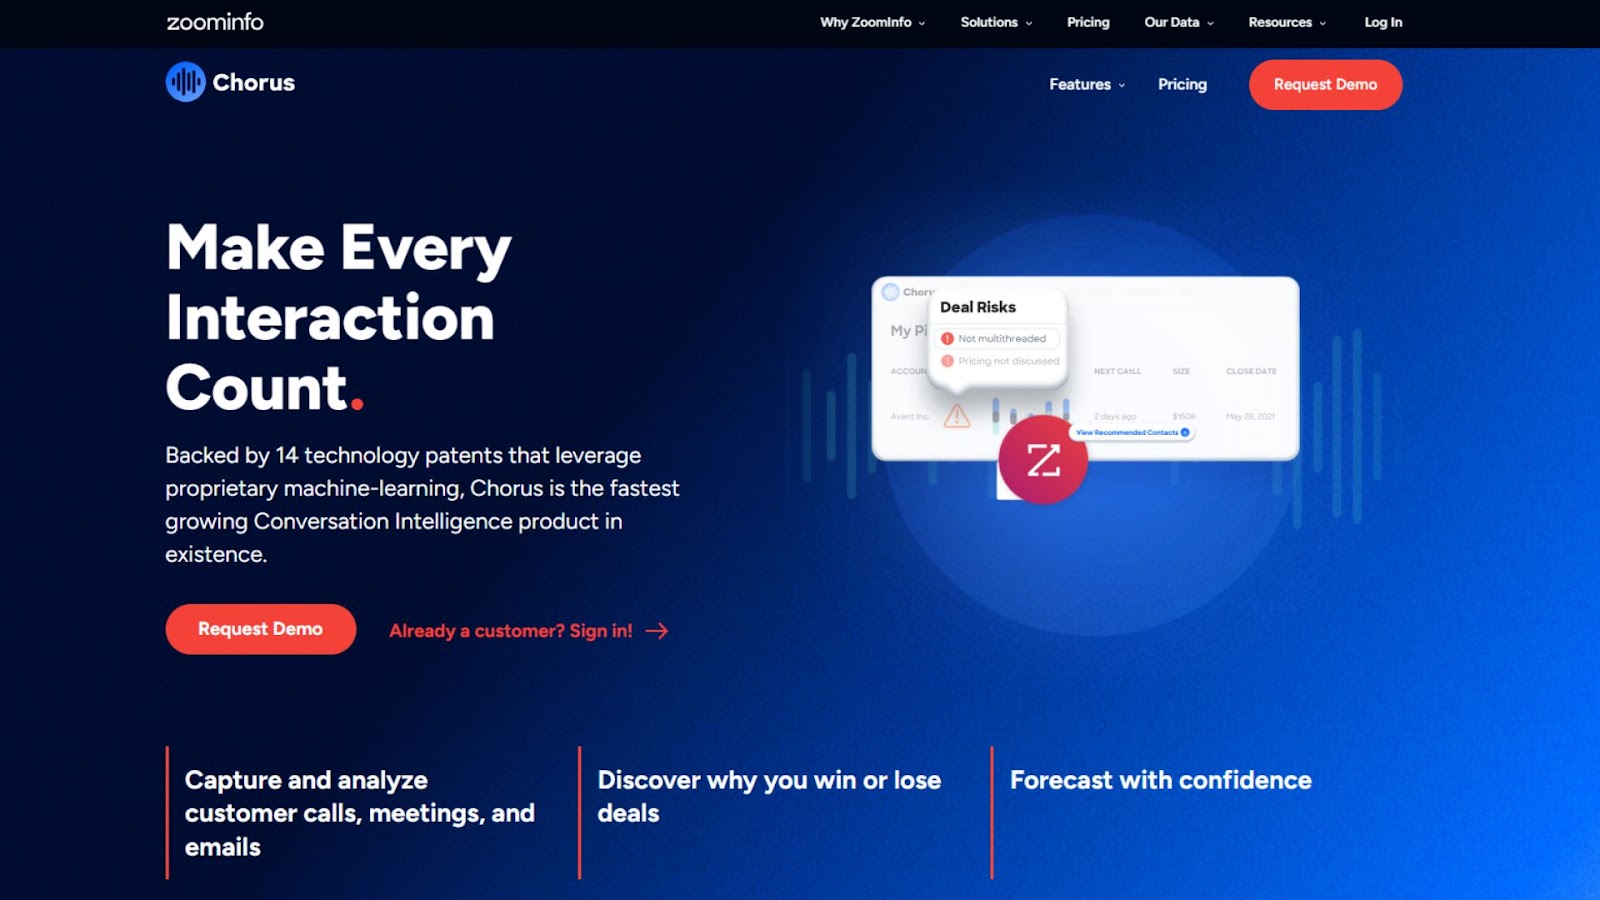 zoominfo
Why ZoomInfo
Solutions
Pricing
Our Data
Resources
Log In
Chorus
Features
Pricing
Request Demo
Make Every
Interaction
Count.
Backed by 14 technology patents that leverage
proprietary machine-learning, Chorus is the fastest
growing Conversation Intelligence product in
existence.
Request Demo
Already a customer? Sign in! →
Deal Risks
Not multithreaded
Pricing not discussed
NEXT CALL
SIZE
CLOSE DATE
Avant Inc.
2 days ago
$160K
May 28, 2021
View Recommended Contacts
Capture and analyze
customer calls, meetings, and
emails
Discover why you win or lose
deals
Forecast with confidence